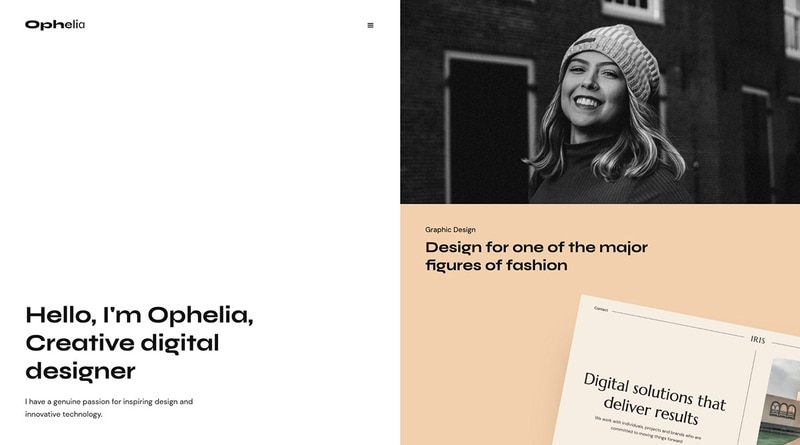 Ophelia
Hello, I'm Ophelia,
Creative digital
designer
I have a genuine passion for inspiring design and
innovative technology.
Graphic Design
Design for one of the major
figures of fashion
Contact
IRIS
Digital solutions that
deliver results
We work with individuals, projects and brands who are
committed to moving things forward